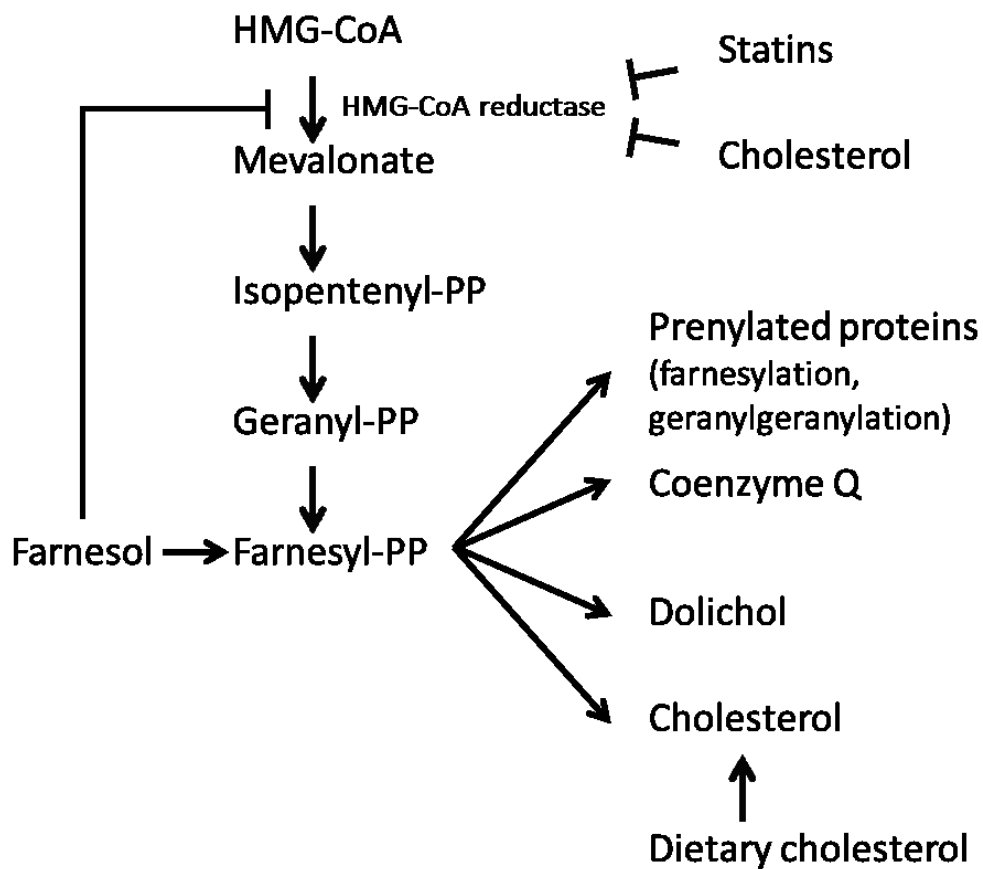 HMG-CoA
Statins
HMG-CoA reductase
Mevalonate
Cholesterol
Isopentenyl-PP
Prenylated proteins
(farnesylation,
geranylgeranylation)
Geranyl-PP
Coenzyme Q
Farnesol
Farnesyl-PP
Dolichol
Cholesterol
Dietary cholesterol